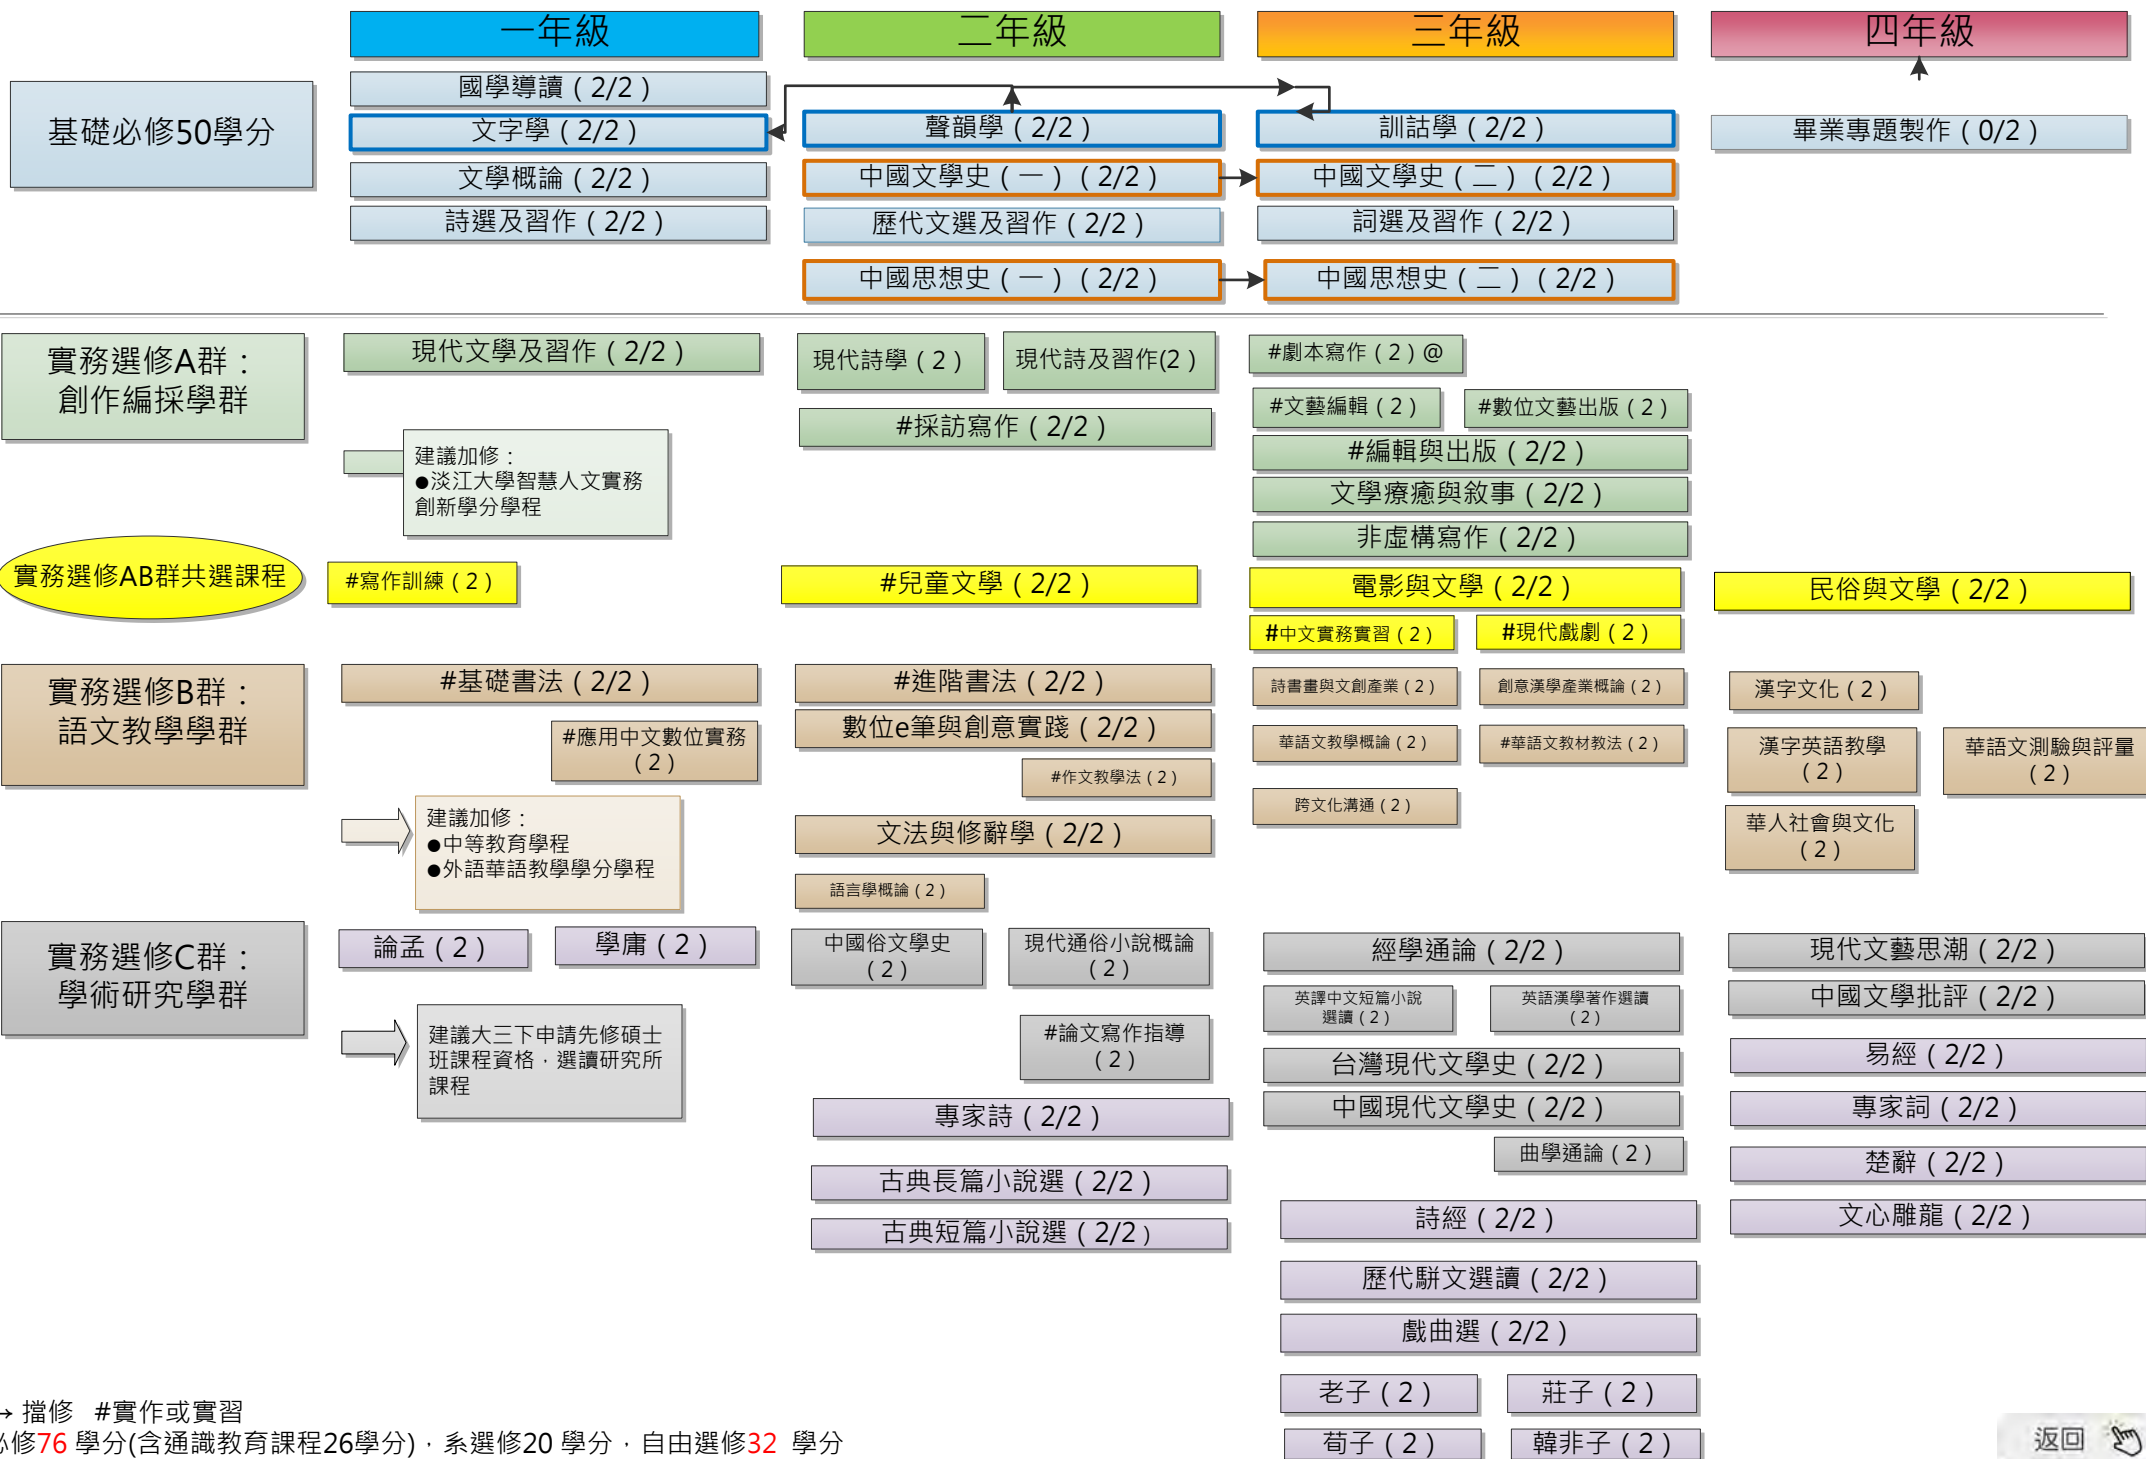 一年級
二年級
三年級
四年級
基礎必修50學分
國學導讀（2/2）
文字學（2/2）
聲韻學（2/2）
訓詁學（2/2）
畢業專題製作（0/2）
文學概論（2/2）
中國文學史（一）（2/2）
中國文學史（二）（2/2）
詩選及習作（2/2）
歷代文選及習作（2/2）
詞選及習作（2/2）
中國思想史（一）（2/2）
中國思想史（二）（2/2）
實務選修A群：
創作編採學群
現代文學及習作（2/2）
現代詩學（2）
現代詩及習作(2）
#劇本寫作（2）@
#文藝編輯（2）
#數位文藝出版（2）
#採訪寫作（2/2）
#編輯與出版（2/2）
文學療癒與敘事（2/2）
非虛構寫作（2/2）
建議加修：
●淡江大學智慧人文實務
創新學分學程
實務選修AB群共選課程
#寫作訓練（2）
#兒童文學（2/2）
電影與文學（2/2）
民俗與文學（2/2）
#中文實務實習（2）
#現代戲劇（2）
實務選修B群：
語文教學學群
#基礎書法（2/2）
#進階書法（2/2）
詩書畫與文創產業（2）
創意漢學產業概論（2）
漢字文化（2）
#應用中文數位實務
（2）
數位e筆與創意實踐（2/2）
華語文教學概論（2）
#華語文教材教法（2）
漢字英語教學
（2）
華語文測驗與評量
（2）
#作文教學法（2）
跨文化溝通（2）
華人社會與文化
（2）
建議加修：
●中等教育學程
●外語華語教學學分學程
文法與修辭學（2/2）
語言學概論（2）
實務選修C群：
學術研究學群
論孟（2）
學庸（2）
中國俗文學史
（2）
現代通俗小說概論
（2）
經學通論（2/2）
現代文藝思潮（2/2）
英譯中文短篇小說
選讀（2）
英語漢學著作選讀
（2）
中國文學批評（2/2）
建議大三下申請先修碩士
班課程資格，選讀研究所
課程
#論文寫作指導
（2）
台灣現代文學史（2/2）
易經（2/2）
專家詩（2/2）
中國現代文學史（2/2）
專家詞（2/2）
曲學通論（2）
楚辭（2/2）
古典長篇小說選（2/2）
詩經（2/2）
文心雕龍（2/2）
古典短篇小說選（2/2）
歷代駢文選讀（2/2）
戲曲選（2/2）
老子（2）
莊子（2）
荀子（2）
韓非子（2）
→ 擋修 #實作或實習
必修76 學分(含通識教育課程26學分)，系選修20 學分，自由選修32 學分
返回